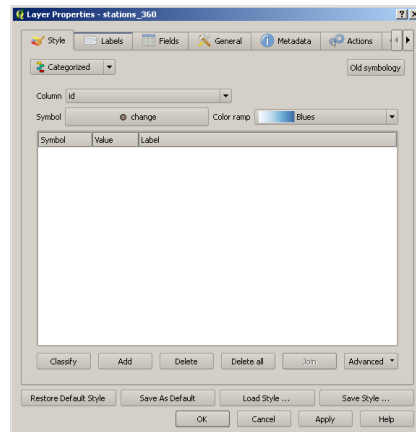 Layer Properties - stations_360
Style Labels Fields General Metadata Actions
Categorized Old symbology
Column id
Symbol change Color ramp Blues
Symbol Value Label
Classify Add Delete Delete all Join Advanced
Restore Default Style Save As Default Load Style ... Save Style ...
OK Cancel Apply Help